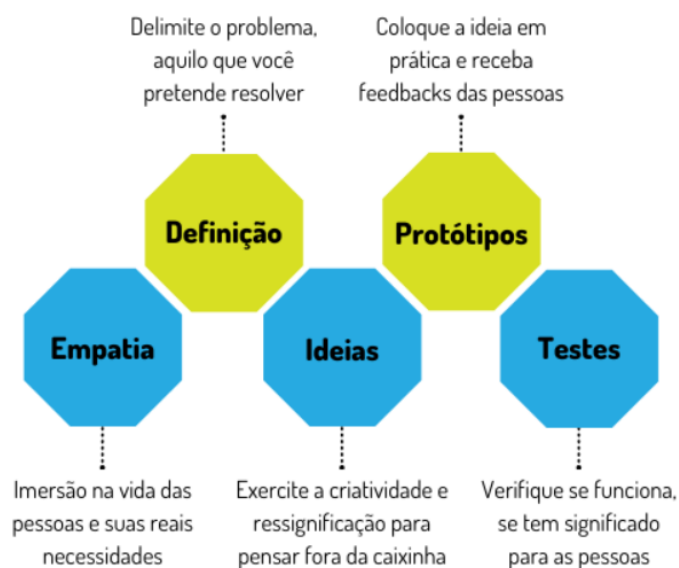 Delimite o problema,
aquilo que você
pretende resolver
Coloque a ideia em
prática e receba
feedbacks das pessoas
Definição
Protótipos
Empatia
Ideias
Testes
Imersão na vida das
pessoas e suas reais
necessidades
Exercite a criatividade e
ressignificação para
pensar fora da caixinha
Verifique se funciona,
se tem significado
para as pessoas